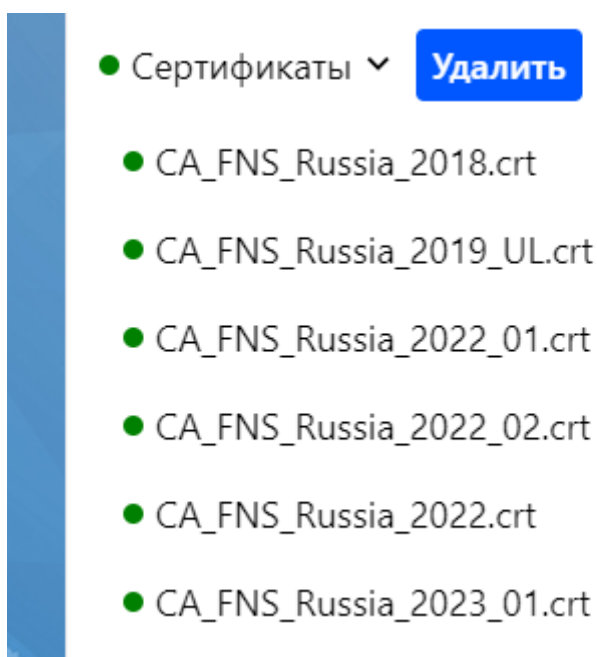 Сертификаты Удалить
CA_FNS_Russia_2018.crt
CA_FNS_Russia_2019_UL.crt
CA_FNS_Russia_2022_01.crt
CA_FNS_Russia_2022_02.crt
CA_FNS_Russia_2022.crt
CA_FNS_Russia_2023_01.crt